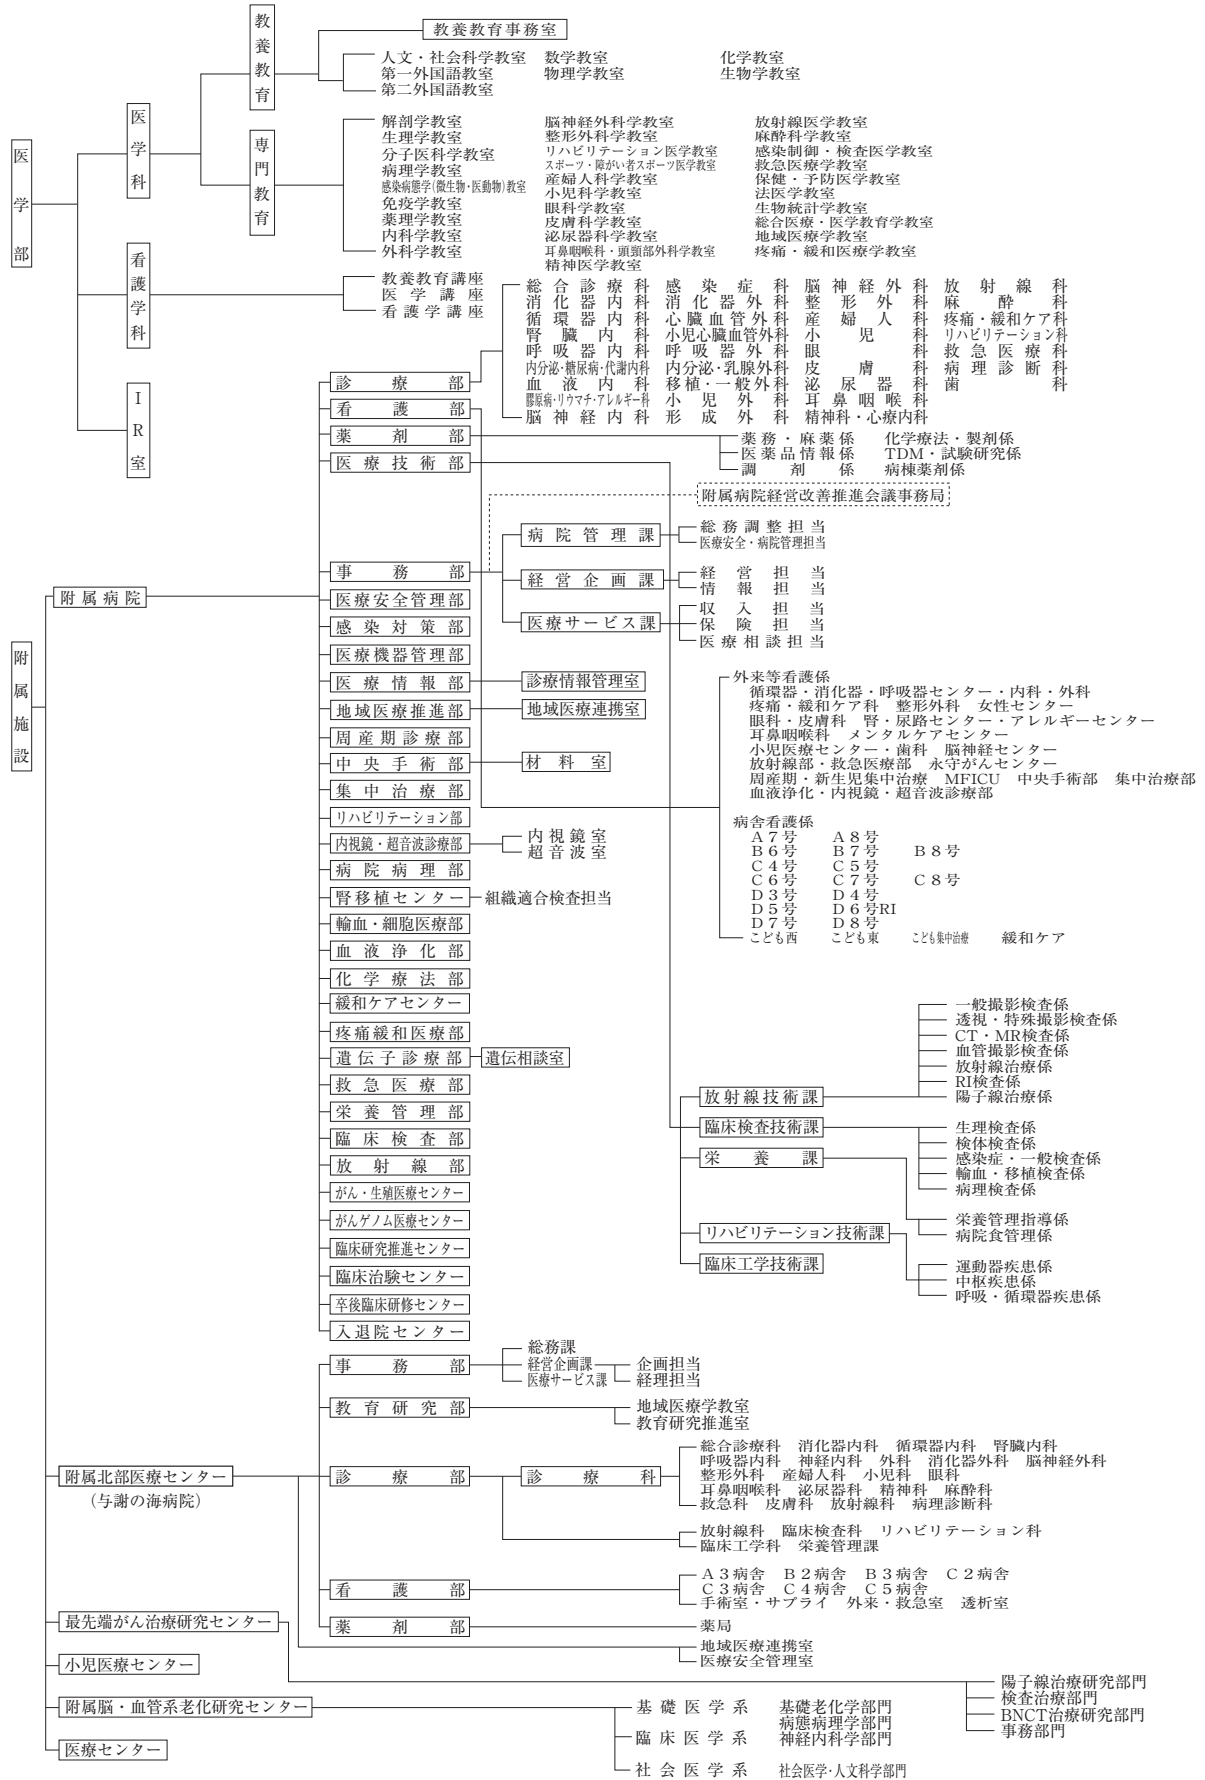 医学部
医学科
教養教育
教養教育事務室
人文・社会科学教室 数学教室 化学教室
第一外国語教室 物理学教室 生物学教室
第二外国語教室
専門教育
解剖学教室 脳神経外科学教室 放射線医学教室
生理学教室 整形外科学教室 麻酔科学教室
分子医科学教室 リハビリテーション医学教室 感染制御・検査医学教室
病理学教室 スポーツ・障がい者スポーツ医学教室 救急医療学教室
感染病態学(微生物・医動物)教室 産婦人科学教室 保健・予防医学教室
免疫学教室 小児科学教室 法医学教室
薬理学教室 眼科学教室 生物統計学教室
内科学教室 皮膚科学教室 総合医療・医学教育学教室
外科学教室 泌尿器科学教室 地域医療学教室
耳鼻咽喉科・頭頸部外科学教室 疼痛・緩和医療学教室
精神医学教室
看護学科
教養教育講座
医学講座
看護学講座
IR室
附属施設
附属病院
診療部
総合診療科 感染症科 脳神経外科 放射線科
消化器内科 消化器外科 整形外科 麻酔科
循環器内科 心臓血管外科 産婦人科 疼痛・緩和ケア科
腎臓内科 小児心臓血管外科 小児科 リハビリテーション科
呼吸器内科 呼吸器外科 眼科 救急医療科
内分泌・糖尿病・代謝内科 内分泌・乳腺外科 皮膚科 病理診断科
血液内科 移植・一般外科 泌尿器科 歯科
膠原病・リウマチ・アレルギー科 小児外科 耳鼻咽喉科
脳神経内科 形成外科 精神科・心療内科
看護部
薬剤部
薬務・麻薬係 化学療法・製剤係
医薬品情報係 TDM・試験研究係
調剤係 病棟薬剤係
医療技術部
附属病院経営改善推進会議事務局
事務部
病院管理課
総務調整担当
医療安全・病院管理担当
経営企画課
経営担当
情報担当
医療サービス課
収入担当
保険担当
医療相談担当
医療安全管理部
感染対策部
医療機器管理部
医療情報部 診療情報管理室
地域医療推進部 地域医療連携室
周産期診療部
中央手術部 材料室
集中治療部
リハビリテーション部
内視鏡・超音波診療部
内視鏡室
超音波室
病院病理部
腎移植センター 組織適合検査担当
輸血・細胞医療部
血液浄化部
化学療法部
緩和ケアセンター
疼痛緩和医療部
遺伝子診療部 遺伝相談室
救急医療部
栄養管理部
臨床検査部
放射線部
がん・生殖医療センター
がんゲノム医療センター
臨床研究推進センター
臨床治験センター
卒後臨床研修センター
入退院センター
外来等看護係
循環器・消化器・呼吸器センター・内科・外科
疼痛・緩和ケア科 整形外科 女性センター
眼科・皮膚科 腎・尿路センター・アレルギーセンター
耳鼻咽喉科 メンタルケアセンター
小児医療センター・歯科 脳神経センター
放射線部・救急医療部 永守がんセンター
周産期・新生児集中治療 MFICU 中央手術部 集中治療部
血液浄化・内視鏡・超音波診療部
病舎看護係
A7号 A8号
B6号 B7号 B8号
C4号 C5号
C6号 C7号 C8号
D3号 D4号
D5号 D6号RI
D7号 D8号
こども西 こども東 こども集中治療 緩和ケア
放射線技術課
一般撮影検査係
透視・特殊撮影検査係
CT・MR検査係
血管撮影検査係
放射線治療係
RI検査係
陽子線治療係
臨床検査技術課
生理検査係
検体検査係
感染症・一般検査係
輸血・移植検査係
病理検査係
栄養課
栄養管理指導係
病院食管理係
リハビリテーション技術課
運動器疾患係
中枢疾患係
呼吸・循環器疾患係
臨床工学技術課
附属北部医療センター
(与謝の海病院)
事務部
総務課
経営企画課 企画担当
医療サービス課 経理担当
教育研究部
地域医療学教室
教育研究推進室
診療部
診療科
総合診療科 消化器内科 循環器内科 腎臓内科
呼吸器内科 神経内科 外科 消化器外科 脳神経外科
整形外科 産婦人科 小児科 眼科
耳鼻咽喉科 泌尿器科 精神科 麻酔科
救急科 皮膚科 放射線科 病理診断科
放射線科 臨床検査科 リハビリテーション科
臨床工学科 栄養管理課
看護部
A3病舎 B2病舎 B3病舎 C2病舎
C3病舎 C4病舎 C5病舎
手術室・サプライ 外来・救急室 透析室
薬剤部 薬局
地域医療連携室
医療安全管理室
最先端がん治療研究センター
陽子線治療研究部門
検査治療部門
BNCT治療研究部門
事務部門
小児医療センター
附属脳・血管系老化研究センター
基礎医学系 基礎老化学部門
病態病理学部門
臨床医学系 神経内科学部門
社会医学系 社会医学・人文科学部門
医療センター